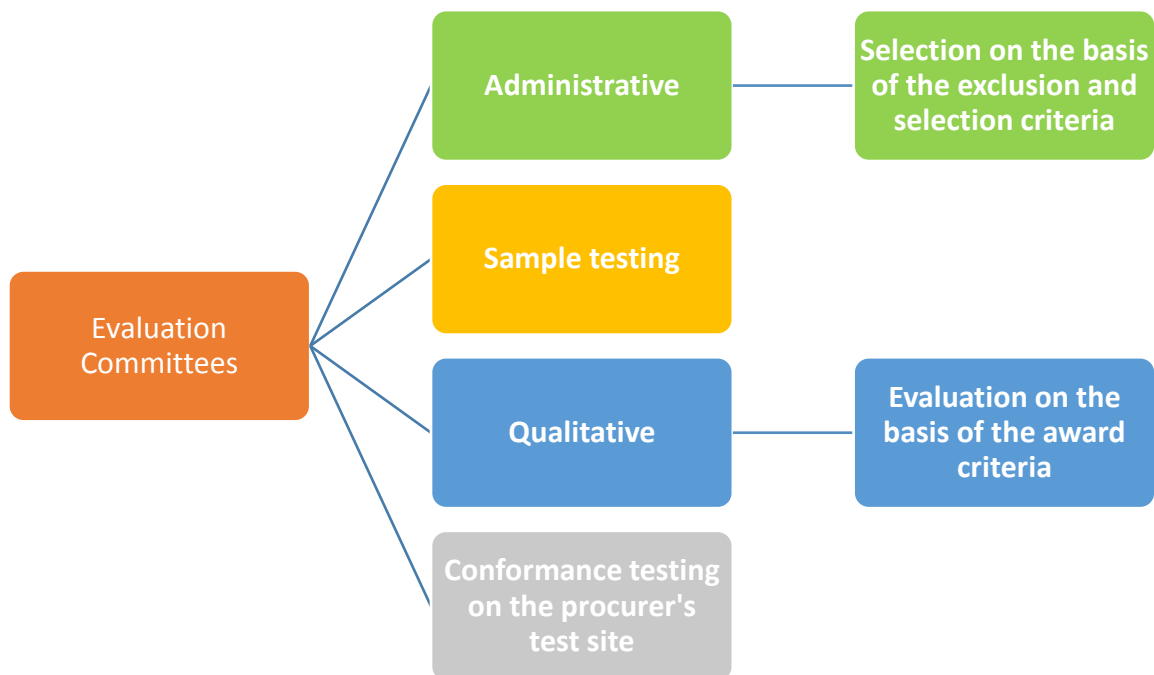 Administrative
Selection on the basis
of the exclusion and
selection criteria
Sample testing
Evaluation
Committees
Qualitative
Evaluation on the
basis of the award
criteria
Conformance testing
on the procurer's
test site